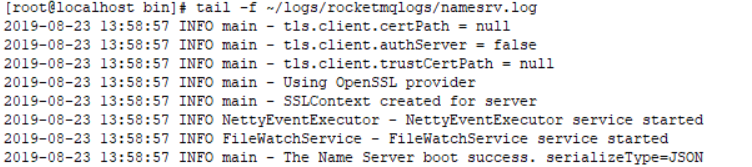 [root@localhost bin]# tail -f ~/logs/rocketmqlogs/namesrv.log
2019-08-23 13:58:57 INFO main - tls.client.certPath = null
2019-08-23 13:58:57 INFO main - tls.client.authServer = false
2019-08-23 13:58:57 INFO main - tls.client.trustCertPath = null
2019-08-23 13:58:57 INFO main - Using OpenSSL provider
2019-08-23 13:58:57 INFO main - SSLContext created for server
2019-08-23 13:58:57 INFO NettyEventExecutor - NettyEventExecutor service started
2019-08-23 13:58:57 INFO FileWatchService - FileWatchService service started
2019-08-23 13:58:57 INFO main - The Name Server boot success. serializeType=JSON